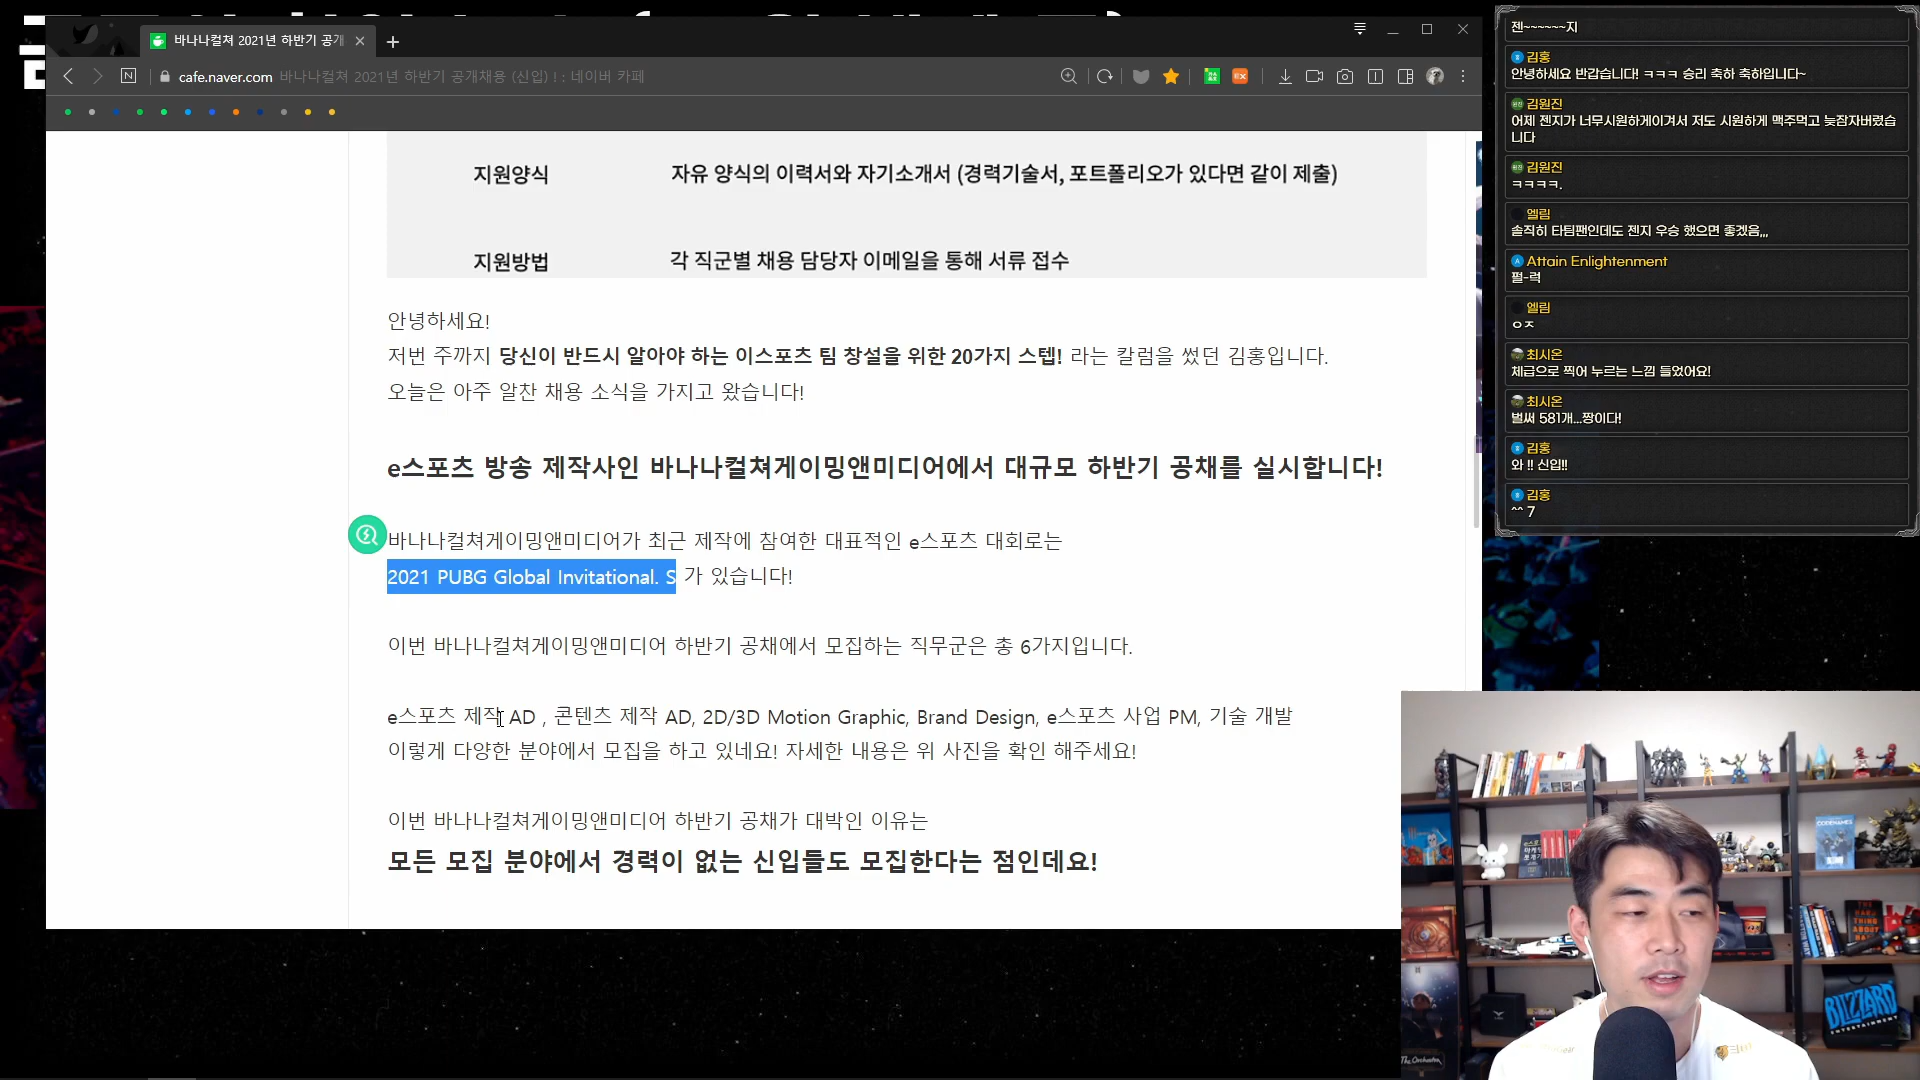 바나나컬쳐 2021년 하반기 공개
cafe.naver.com 바나나컬쳐 2021년 하반기 공개채용 (신입) ! : 네이버 카페
지원양식 자유 양식의 이력서와 자기소개서 (경력기술서, 포트폴리오가 있다면 같이 제출)
지원방법 각 직군별 채용 담당자 이메일을 통해 서류 접수
안녕하세요!
저번 주까지 당신이 반드시 알아야 하는 이스포츠 팀 창설을 위한 20가지 스텝! 라는 칼럼을 썼던 김홍입니다.
오늘은 아주 알찬 채용 소식을 가지고 왔습니다!
e스포츠 방송 제작사인 바나나컬쳐게이밍앤미디어에서 대규모 하반기 공채를 실시합니다!
바나나컬쳐게이밍앤미디어가 최근 제작에 참여한 대표적인 e스포츠 대회로는
2021 PUBG Global Invitational. S 가 있습니다!
이번 바나나컬쳐게이밍앤미디어 하반기 공채에서 모집하는 직무군은 총 6가지입니다.
e스포츠 제작 AD , 콘텐츠 제작 AD, 2D/3D Motion Graphic, Brand Design, e스포츠 사업 PM, 기술 개발
이렇게 다양한 분야에서 모집을 하고 있네요! 자세한 내용은 위 사진을 확인 해주세요!
이번 바나나컬쳐게이밍앤미디어 하반기 공채가 대박인 이유는
모든 모집 분야에서 경력이 없는 신입들도 모집한다는 점인데요!
젠~~~~~~지
김홍
안녕하세요 반갑습니다! ㅋㅋㅋ 승리 축하 축하입니다~
김원진
어제 젠지가 너무시원하게이겨서 저도 시원하게 맥주먹고 늦잠자버렸습
니다
김원진
ㅋㅋㅋㅋ.
엘림
솔직히 타팀팬인데도 젠지 우승 했으면 좋겠음,,,
Attain Enlightenment
펄-럭
엘림
ㅇㅈ
최시온
체급으로 찍어 누르는 느낌 들었어요!
최시온
벌써 581개...짱이다!
김홍
와 !! 신입!!
김홍
^^ 7
CODENAMES
BLIZZARD
ENTERTAINMENT